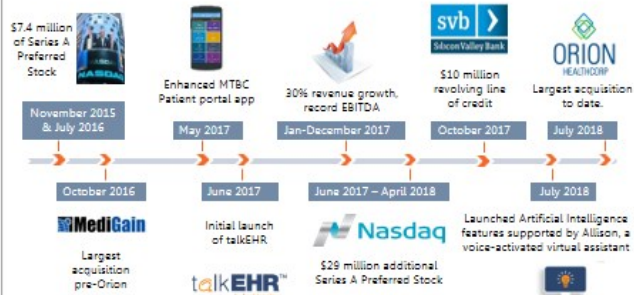 $7.4 million
of Series A
Preferred
Stock
NASDAQ
November 2015
& July 2016
Enhanced MTBC
Patient portal app
May 2017
30% revenue growth,
record EBITDA
Jan-December 2017
svb
Silicon Valley Bank
$10 million
revolving line
of credit
October 2017
ORION
HEALTHCORP
Largest acquisition
to date.
July 2018
October 2016
MediGain
Largest
acquisition
pre-Orion
June 2017
Initial launch
of talkEHR
talkEHR™
June 2017 – April 2018
Nasdaq
$29 million additional
Series A Preferred Stock
July 2018
Launched Artificial Intelligence
features supported by Allison, a
voice-activated virtual assistant